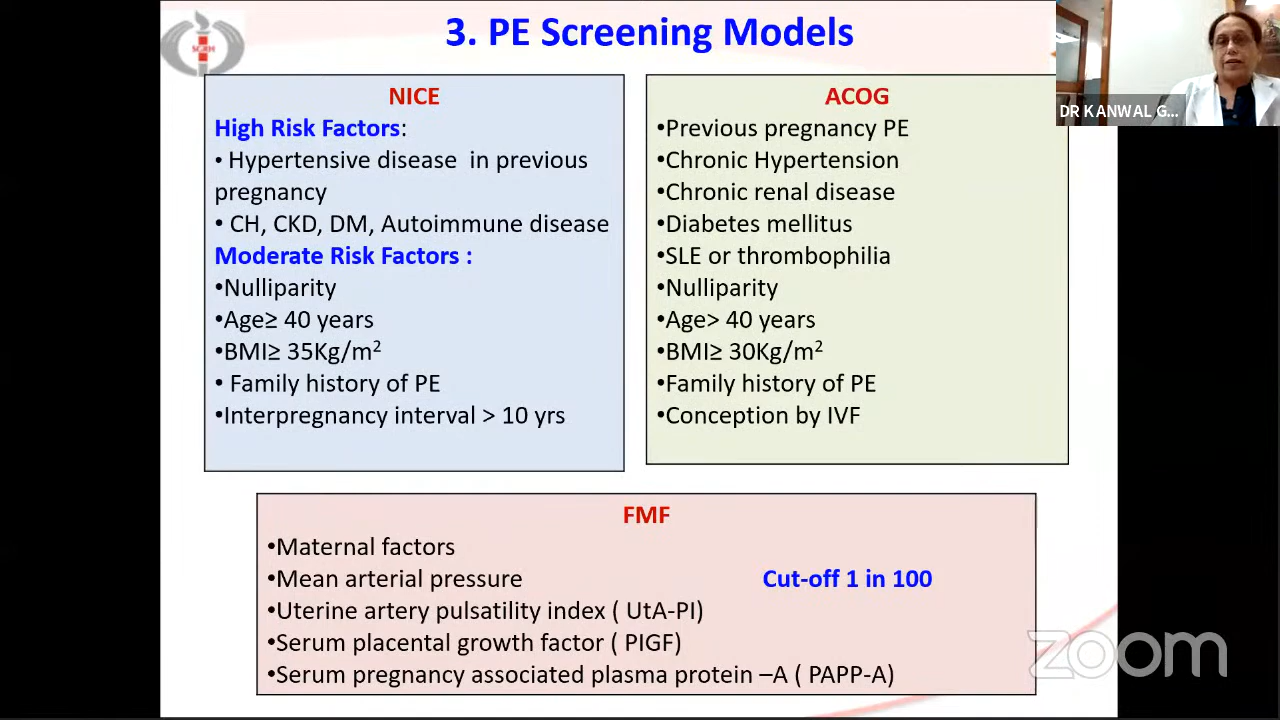 3. PE Screening Models
SGRH
DR KANWAL G...
NICE
High Risk Factors:
• Hypertensive disease in previous
pregnancy
• CH, CKD, DM, Autoimmune disease
Moderate Risk Factors :
•Nulliparity
•Age≥ 40 years
•BMI≥ 35Kg/m²
• Family history of PE
•Interpregnancy interval > 10 yrs
ACOG
•Previous pregnancy PE
•Chronic Hypertension
•Chronic renal disease
•Diabetes mellitus
•SLE or thrombophilia
•Nulliparity
•Age> 40 years
•BMI≥ 30Kg/m²
•Family history of PE
•Conception by IVF
FMF
•Maternal factors
•Mean arterial pressure
Cut-off 1 in 100
•Uterine artery pulsatility index ( UtA-PI)
•Serum placental growth factor ( PIGF)
•Serum pregnancy associated plasma protein –A ( PAPP-A)
zoom